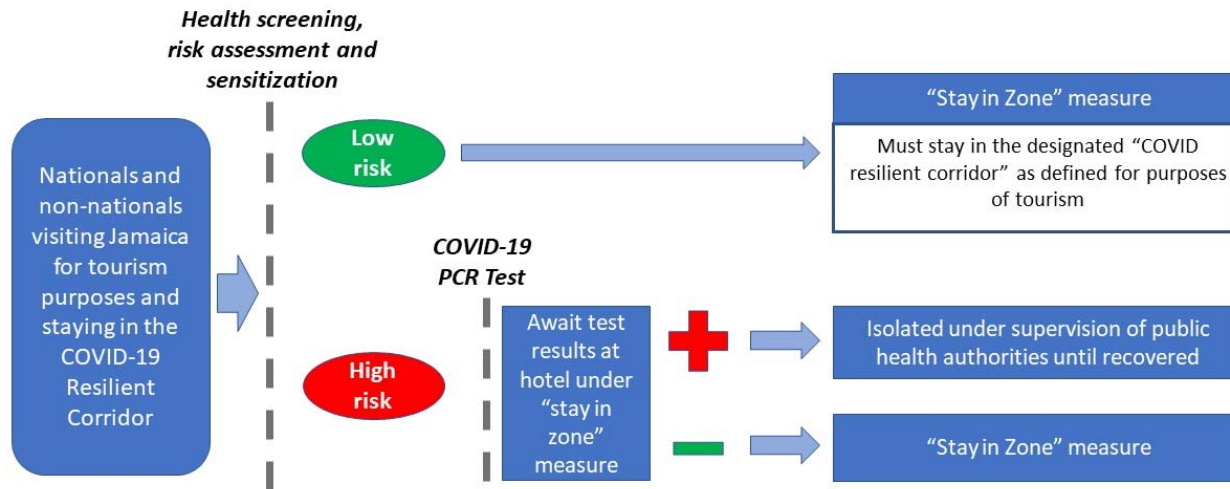 Health screening,
risk assessment and
sensitization
Nationals and
non-nationals
visiting Jamaica
for tourism
purposes and
staying in the
COVID-19
Resilient
Corridor
Low
risk
“Stay in Zone” measure
Must stay in the designated “COVID
resilient corridor” as defined for purposes
of tourism
High
risk
COVID-19
PCR Test
Await test
results at
hotel under
“stay in
zone”
measure
Isolated under supervision of public
health authorities until recovered
“Stay in Zone” measure